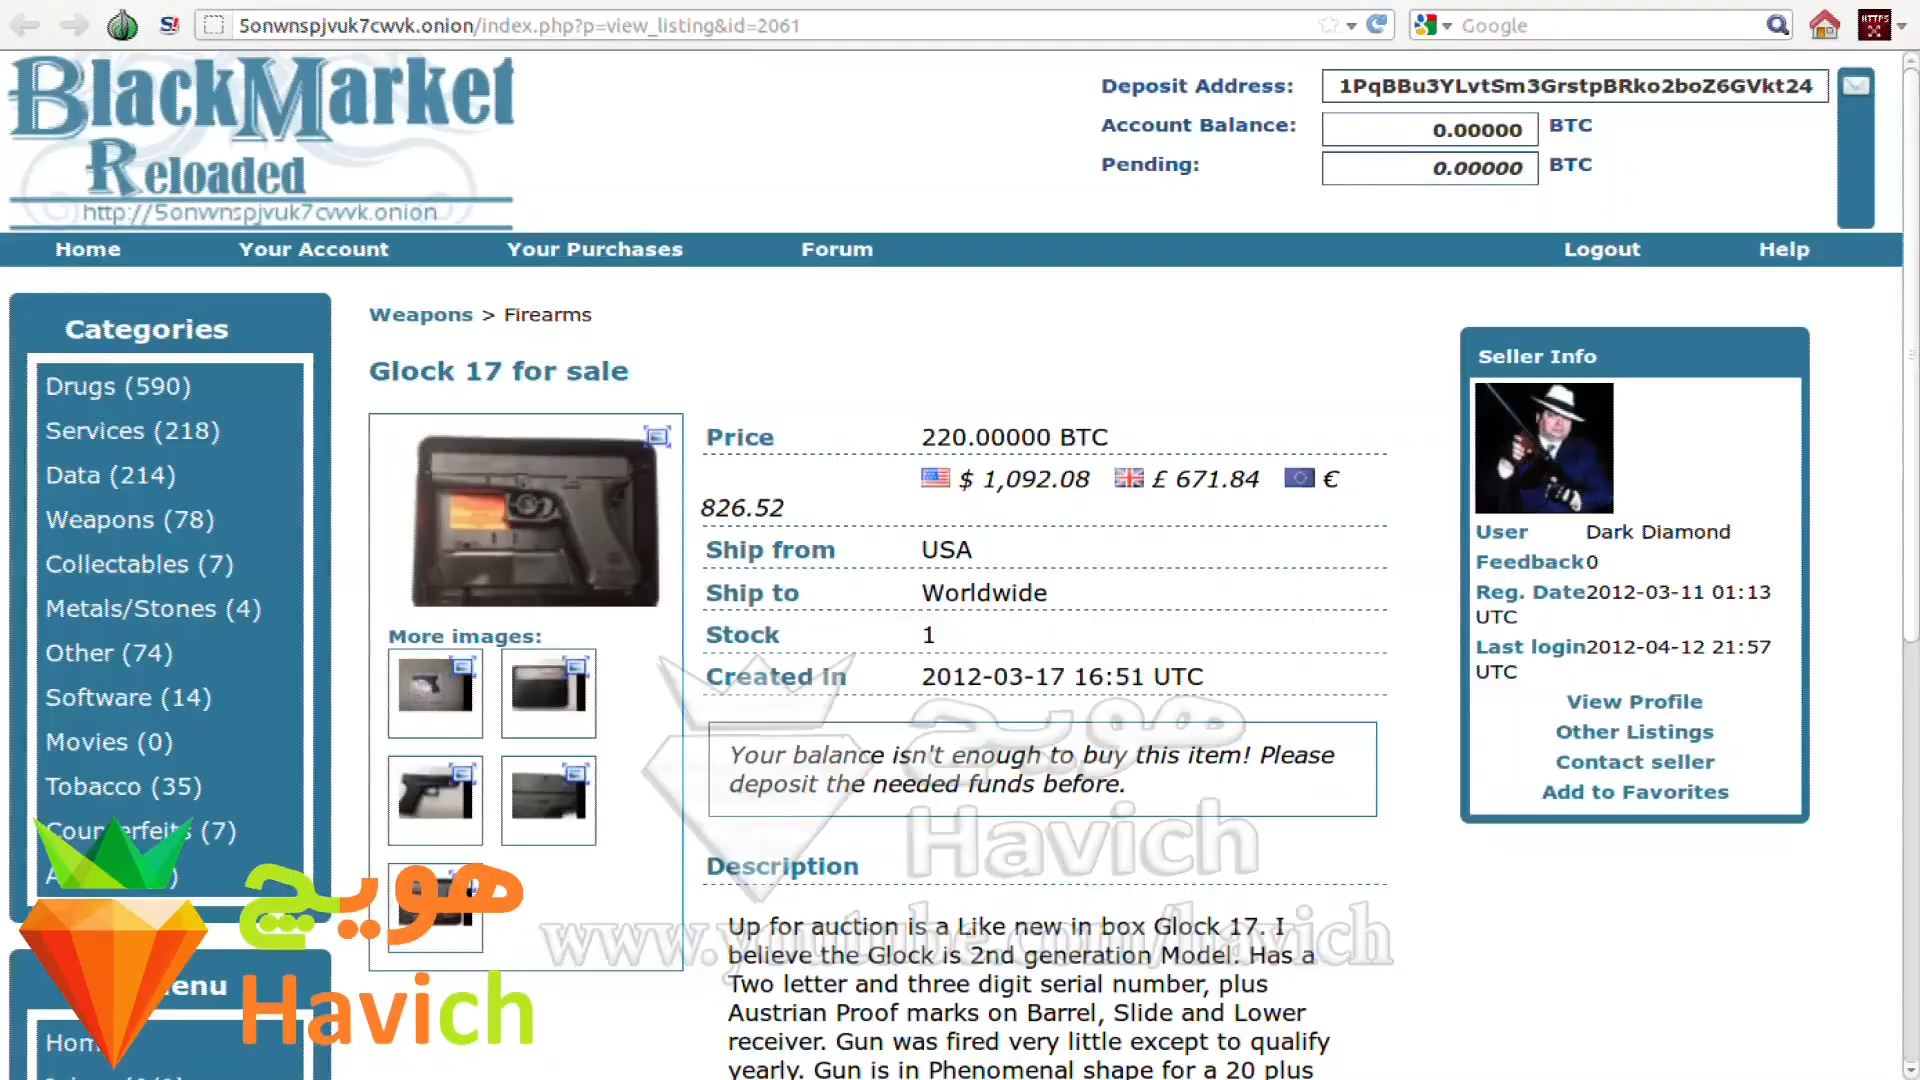 5onwnspjvuk7cwvk.onion/index.php?p=view_listing&id=2061
Google
HTTPS
BlackMarket
Reloaded
http://5onwnspjvuk7cwvk.onion
Deposit Address: 1PqBBu3YLvtSm3GrstpBRko2boZ6GVkt24
Account Balance: 0.00000 BTC
Pending: 0.00000 BTC
Home Your Account Your Purchases Forum Logout Help
Categories
Drugs (590)
Services (218)
Data (214)
Weapons (78)
Collectables (7)
Metals/Stones (4)
Other (74)
Software (14)
Movies (0)
Tobacco (35)
Counterfeits (7)
Weapons > Firearms
Glock 17 for sale
More images:
Price 220.00000 BTC
$ 1,092.08 £ 671.84 €
826.52
Ship from USA
Ship to Worldwide
Stock 1
Created in 2012-03-17 16:51 UTC
Your balance isn't enough to buy this item! Please
deposit the needed funds before.
Description
Up for auction is a Like new in box Glock 17. I
believe the Glock is 2nd generation Model. Has a
Two letter and three digit serial number, plus
Austrian Proof marks on Barrel, Slide and Lower
receiver. Gun was fired very little except to qualify
yearly. Gun is in Phenomenal shape for a 20 plus
Seller Info
User Dark Diamond
Feedback 0
Reg. Date 2012-03-11 01:13
UTC
Last login 2012-04-12 21:57
UTC
View Profile
Other Listings
Contact seller
Add to Favorites
هویج
Havich
www.youtube.com/havich
هویج
Havich